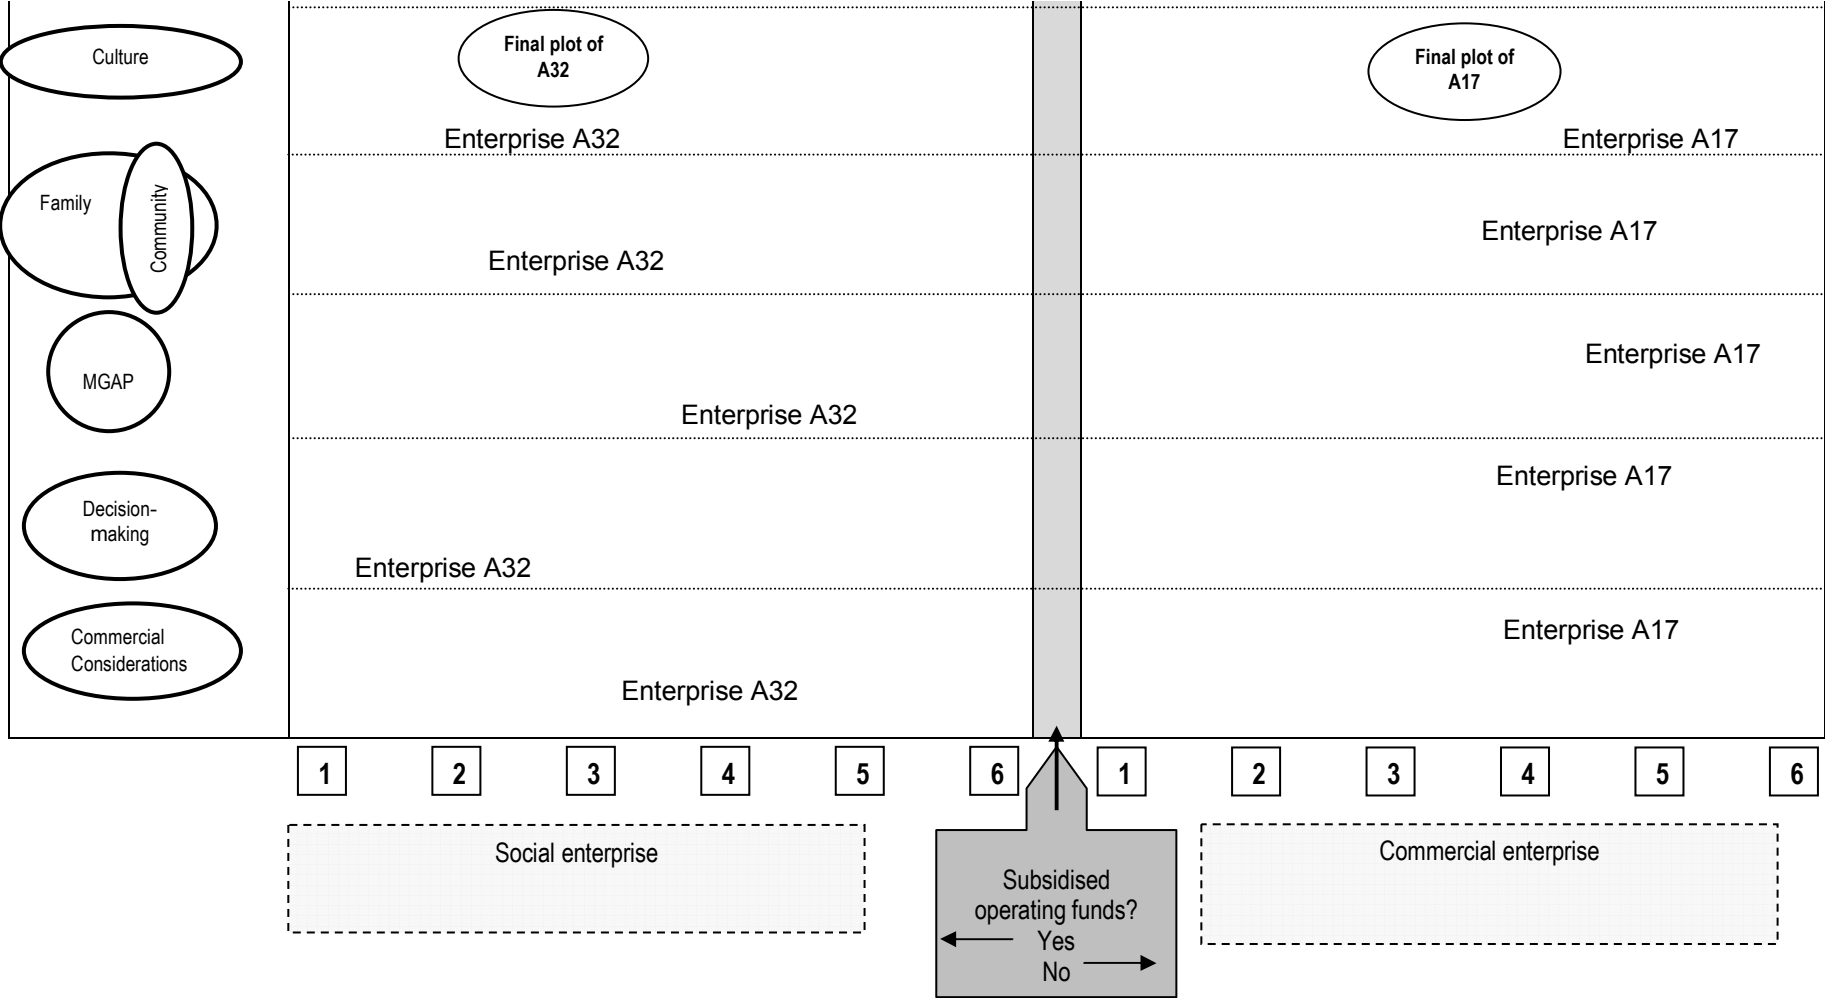 Culture
Final plot of
A32
Final plot of
A17
Enterprise A32
Enterprise A17
Family
Community
Enterprise A17
Enterprise A32
MGAP
Enterprise A17
Enterprise A32
Decision-
making
Enterprise A17
Enterprise A32
Commercial
Considerations
Enterprise A17
Enterprise A32
1 2 3 4 5 6 1 2 3 4 5 6
Social enterprise
Commercial enterprise
Subsidised
operating funds?
Yes
No